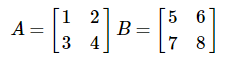 A = [1 2] B = [5 6]
[3 4] [7 8]